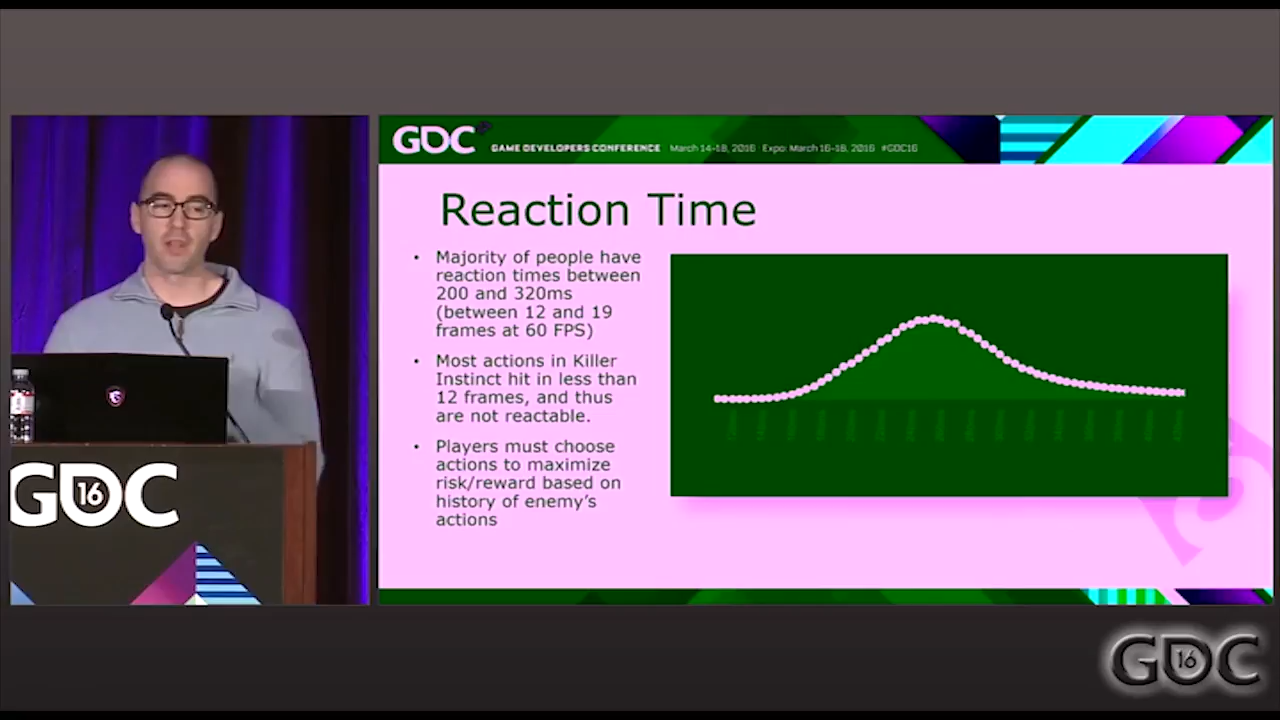 GDC
GAME DEVELOPERS CONFERENCE March 14-18, 2016 · Expo: March 16-18, 2016 #GDC16
Reaction Time
• Majority of people have
reaction times between
200 and 320ms
(between 12 and 19
frames at 60 FPS)
• Most actions in Killer
Instinct hit in less than
12 frames, and thus
are not reactable.
• Players must choose
actions to maximize
risk/reward based on
history of enemy’s
actions
GDC
16
GDC
16